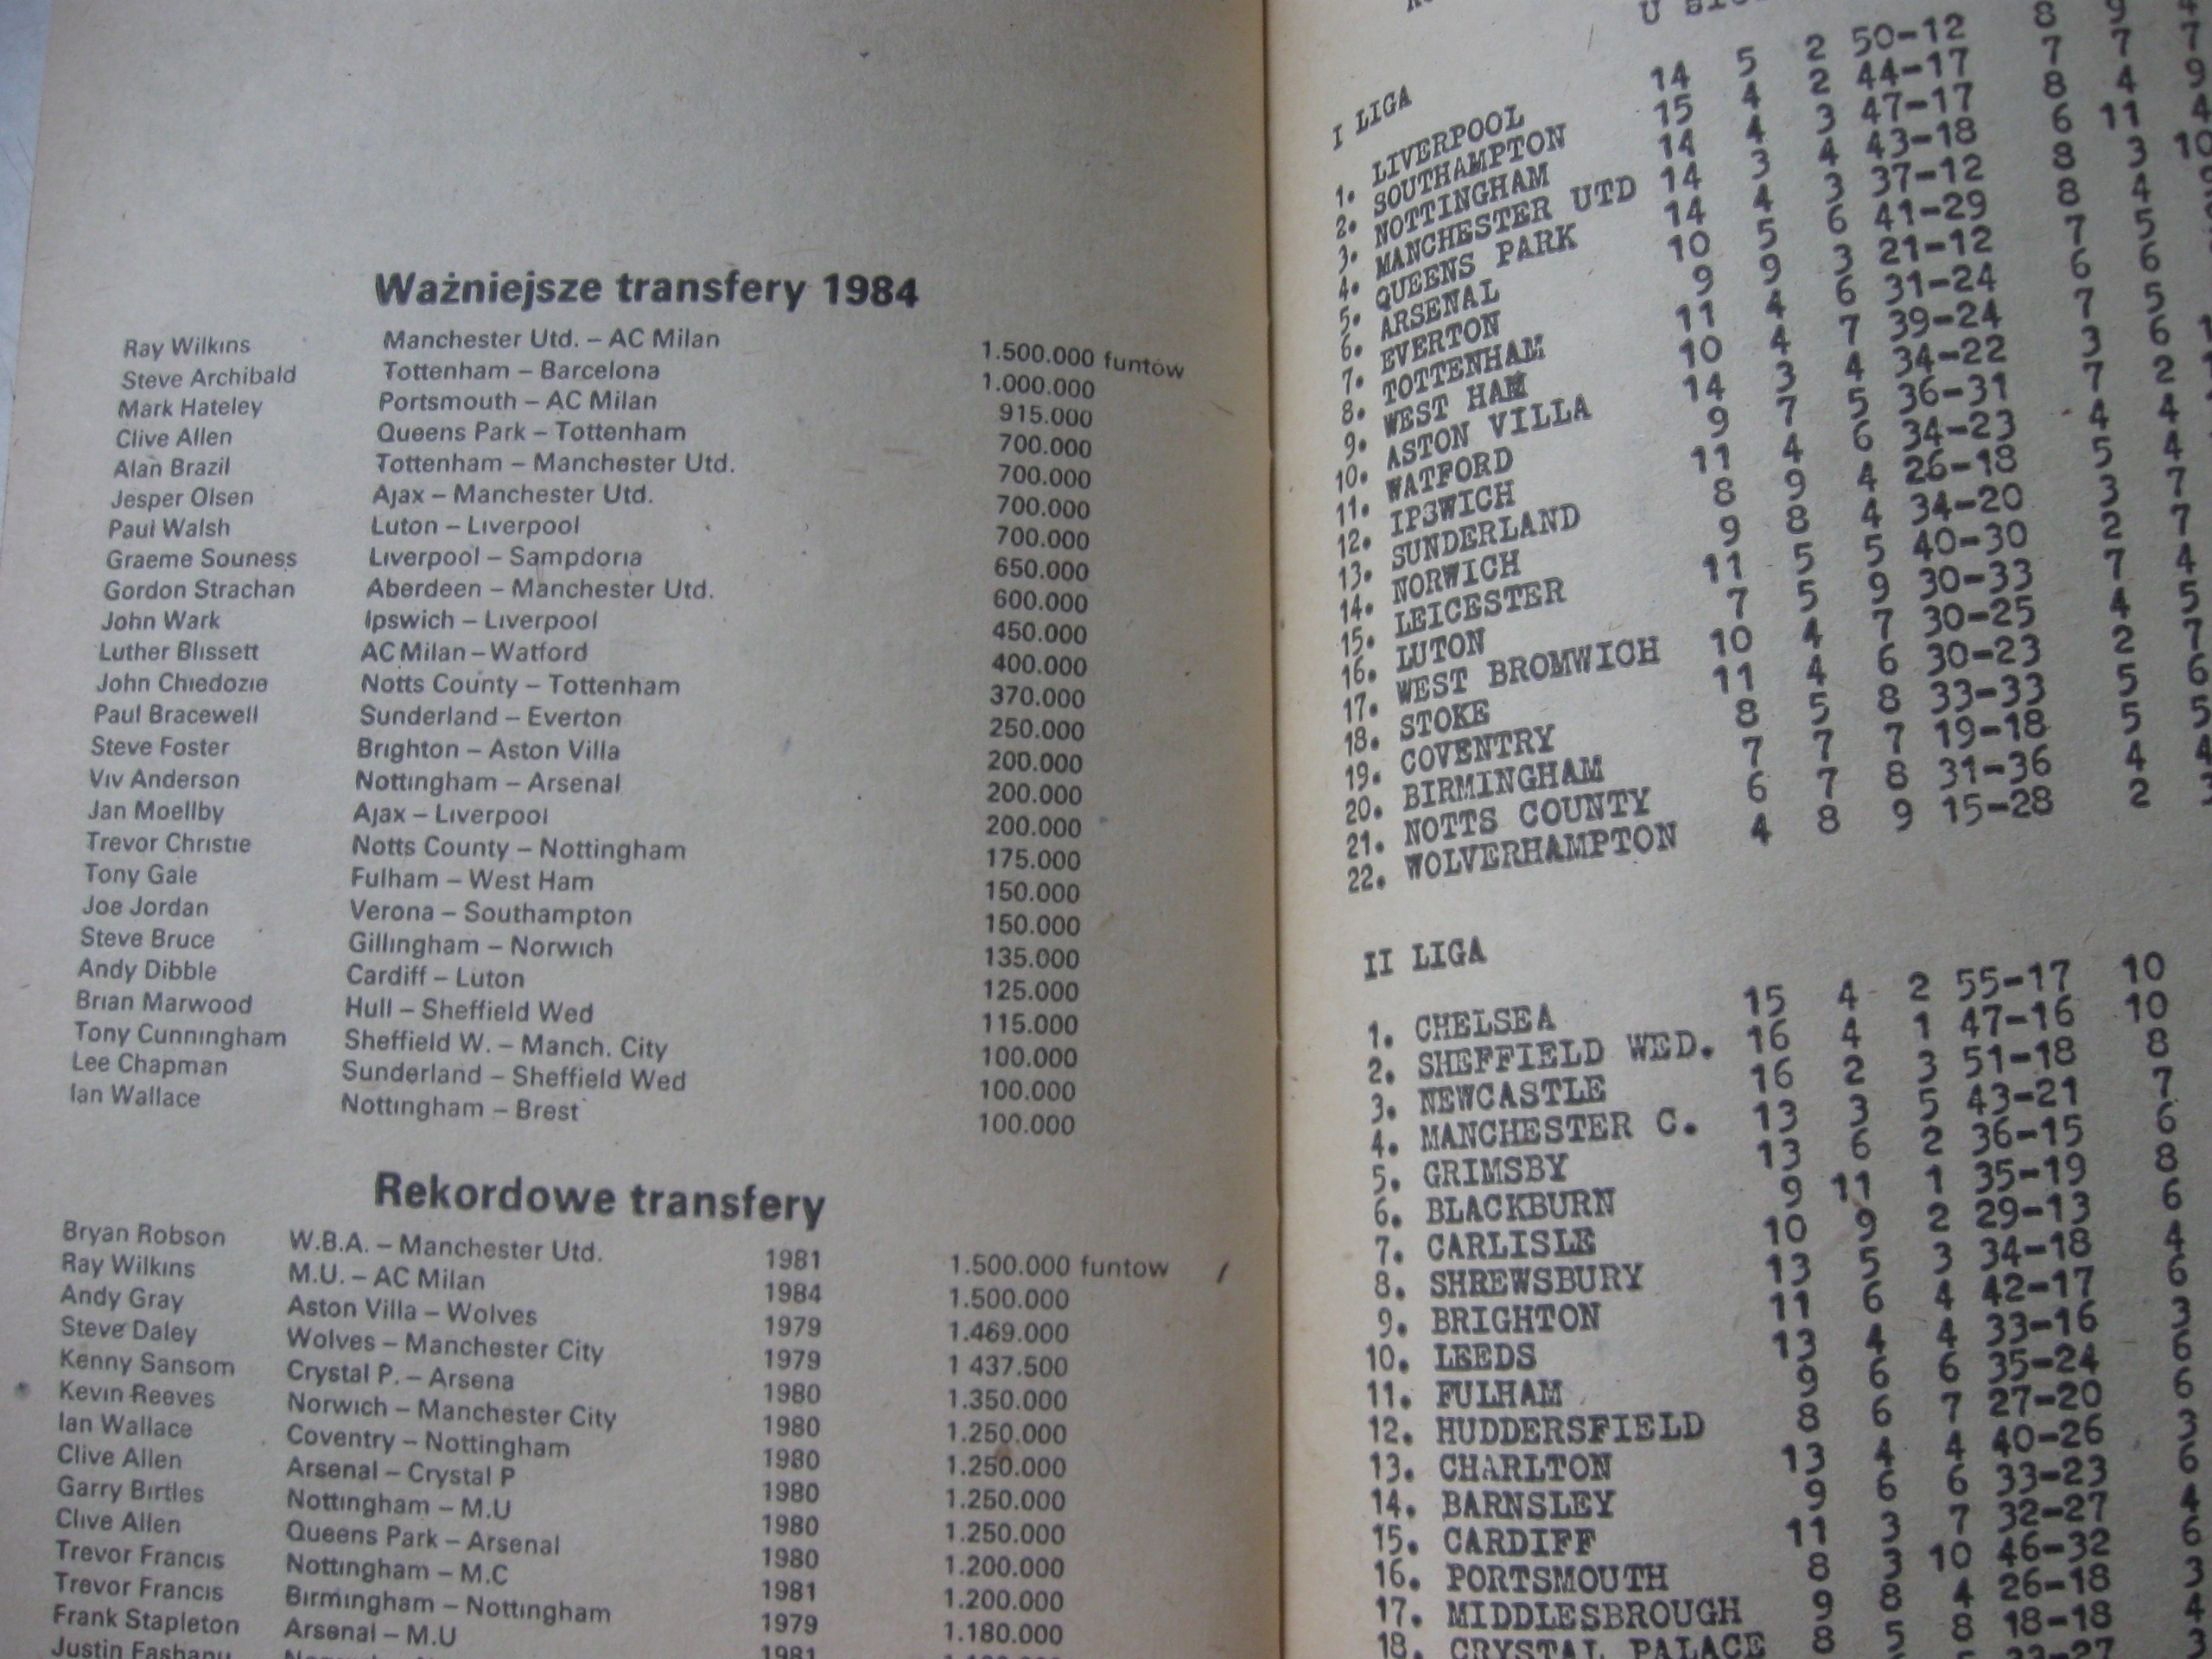 Ważniejsze transfery 1984
Ray Wilkins Manchester Utd. – AC Milan 1.500.000 funtów
Steve Archibald Tottenham – Barcelona 1.000.000
Mark Hateley Portsmouth – AC Milan 915.000
Clive Allen Queens Park – Tottenham 700.000
Alan Brazil Tottenham – Manchester Utd. 700.000
Jesper Olsen Ajax – Manchester Utd. 700.000
Paul Walsh Luton – Liverpool 700.000
Graeme Souness Liverpool – Sampdoria 650.000
Gordon Strachan Aberdeen – Manchester Utd. 600.000
John Wark Ipswich – Liverpool 450.000
Luther Blissett AC Milan – Watford 400.000
John Chiedozie Notts County – Tottenham 370.000
Paul Bracewell Sunderland – Everton 250.000
Steve Foster Brighton – Aston Villa 200.000
Viv Anderson Nottingham – Arsenal 200.000
Jan Moellby Ajax – Liverpool 200.000
Trevor Christie Notts County – Nottingham 175.000
Tony Gale Fulham – West Ham 150.000
Joe Jordan Verona – Southampton 150.000
Steve Bruce Gillingham – Norwich 135.000
Andy Dibble Cardiff – Luton 125.000
Brian Marwood Hull – Sheffield Wed 115.000
Tony Cunningham Sheffield W. – Manch. City 100.000
Lee Chapman Sunderland – Sheffield Wed 100.000
Ian Wallace Nottingham – Brest 100.000
Rekordowe transfery
Bryan Robson W.B.A. – Manchester Utd. 1981 1.500.000 funtow
Ray Wilkins M.U. – AC Milan 1984 1.500.000
Andy Gray Aston Villa – Wolves 1979 1.469.000
Steve Daley Wolves – Manchester City 1979 1 437.500
Kenny Sansom Crystal P. – Arsena 1980 1.350.000
Kevin Reeves Norwich – Manchester City 1980 1.250.000
Ian Wallace Coventry – Nottingham 1980 1.250.000
Clive Allen Arsenal – Crystal P 1980 1.250.000
Garry Birtles Nottingham – M.U 1980 1.250.000
Clive Allen Queens Park – Arsenal 1980 1.200.000
Trevor Francis Nottingham – M.C 1981 1.200.000
Trevor Francis Birmingham – Nottingham 1979 1.180.000
Frank Stapleton Arsenal – M.U 1981
Justin Fashanu
U
I LIGA
1. LIVERPOOL 14 5 2 50-12 8 9 4
2. SOUTHAMPTON 15 4 2 44-17 7 7 7
3. NOTTINGHAM 14 4 3 47-17 8 4 9
4. MANCHESTER UTD 14 3 4 43-18 6 11 4
5. QUEENS PARK 14 4 3 37-12 8 3 10
6. ARSENAL 10 5 6 41-29 8 4
7. EVERTON 9 9 3 21-12 7 5
8. TOTTENHAM 11 4 6 31-24 6 6
9. WEST HAM 10 4 7 39-24 7 5
10. ASTON VILLA 14 3 4 34-22 3 6
11. WATFORD 9 7 5 36-31 7 2
12. IPSWICH 11 4 6 34-23 4 4
13. SUNDERLAND 8 9 4 26-18 5 4
14. NORWICH 9 8 4 34-20 3 7
15. LEICESTER 11 5 5 40-30 2 7
16. LUTON 7 5 9 30-33 7 4
17. WEST BROMWICH 10 4 7 30-25 4 5
18. STOKE 11 4 6 30-23 2 7
19. COVENTRY 8 5 8 33-33 5 6
20. BIRMINGHAM 7 7 7 19-18 5 5
21. NOTTS COUNTY 6 7 8 31-36 4 4
22. WOLVERHAMPTON 4 8 9 15-28 2 3
II LIGA
1. CHELSEA 15 4 2 55-17 10
2. SHEFFIELD WED. 16 4 1 47-16 10
3. NEWCASTLE 16 2 3 51-18 8
4. MANCHESTER C. 13 3 5 43-21 7
5. GRIMSBY 13 6 2 36-15 6
6. BLACKBURN 9 11 1 35-19 8
7. CARLISLE 10 9 2 29-13 6
8. SHREWSBURY 13 5 3 34-18 4
9. BRIGHTON 11 6 4 42-17 6
10. LEEDS 13 4 4 33-16 3
11. FULHAM 9 6 6 35-24 6
12. HUDDERSFIELD 8 6 7 27-20 6
13. CHARLTON 13 4 4 40-26 3
14. BARNSLEY 9 6 6 33-23 6
15. CARDIFF 11 3 7 32-27 4
16. PORTSMOUTH 8 3 10 46-32 6
17. MIDDLESBROUGH 9 8 4 26-18 3
18. CRYSTAL PALACE 8 5 8 18-18 4